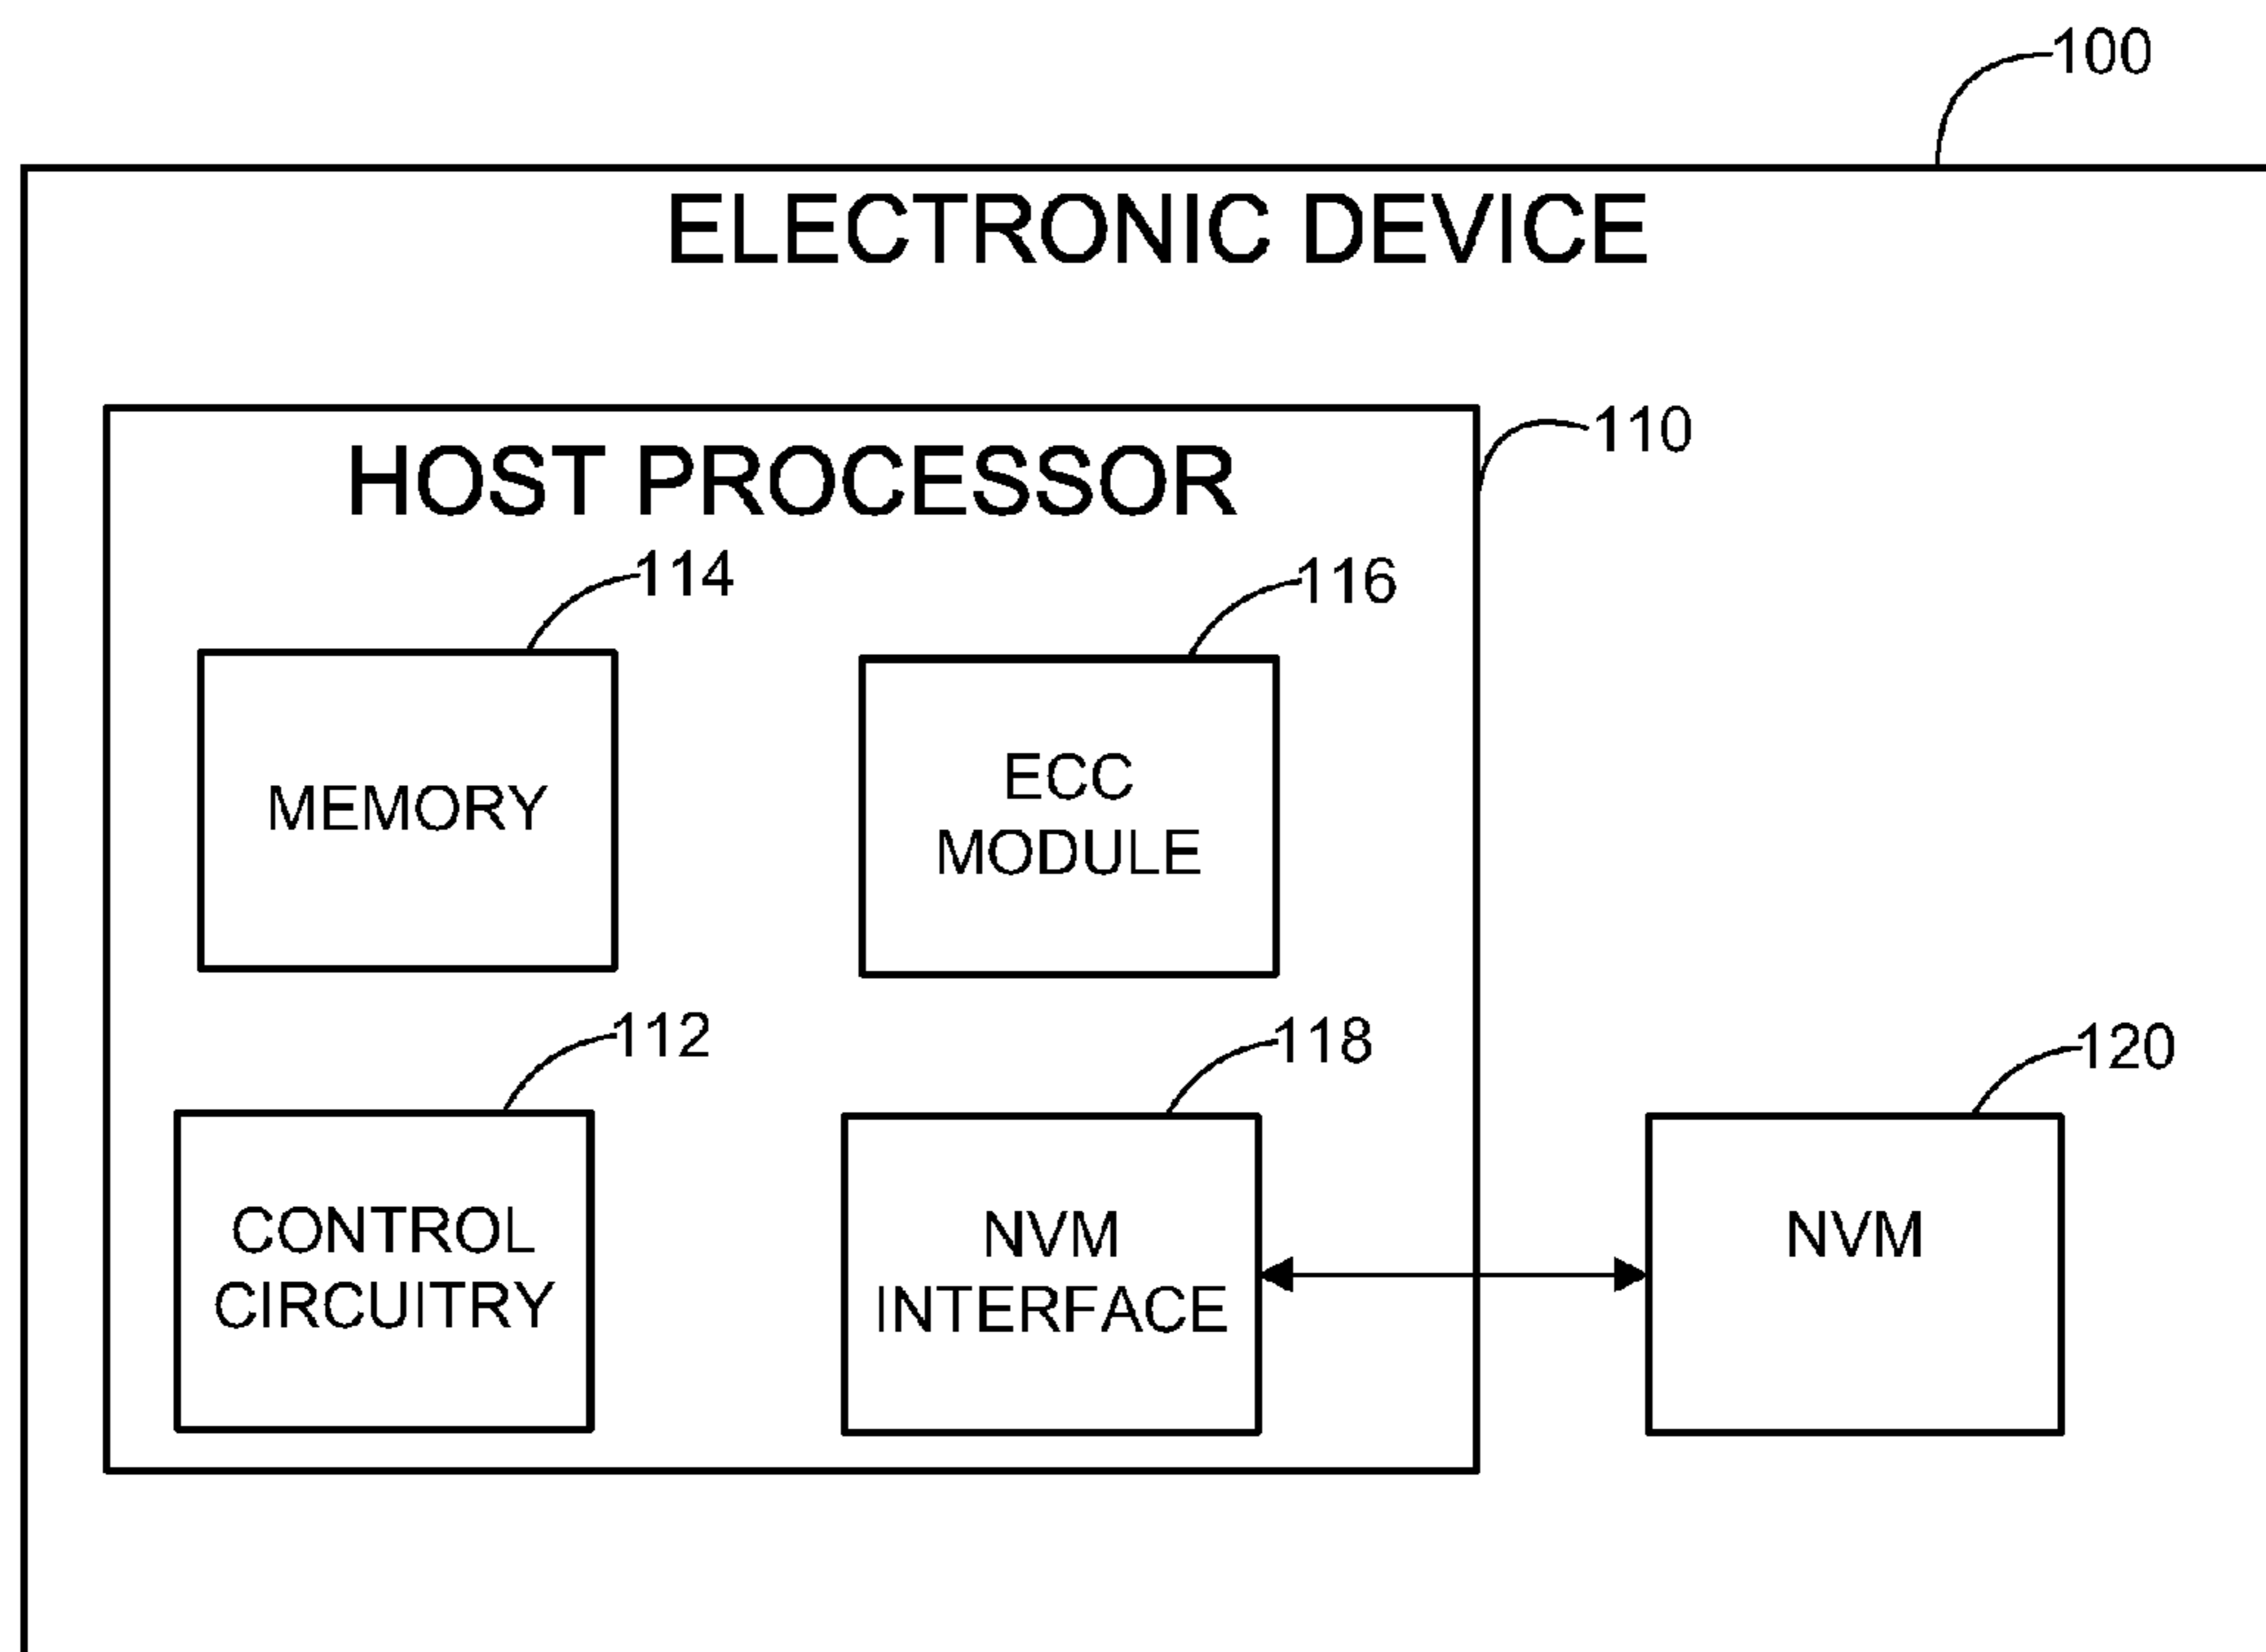 100
ELECTRONIC DEVICE
110
HOST PROCESSOR
114
116
MEMORY
ECC
MODULE
112
118
120
CONTROL
CIRCUITRY
NVM
INTERFACE
NVM